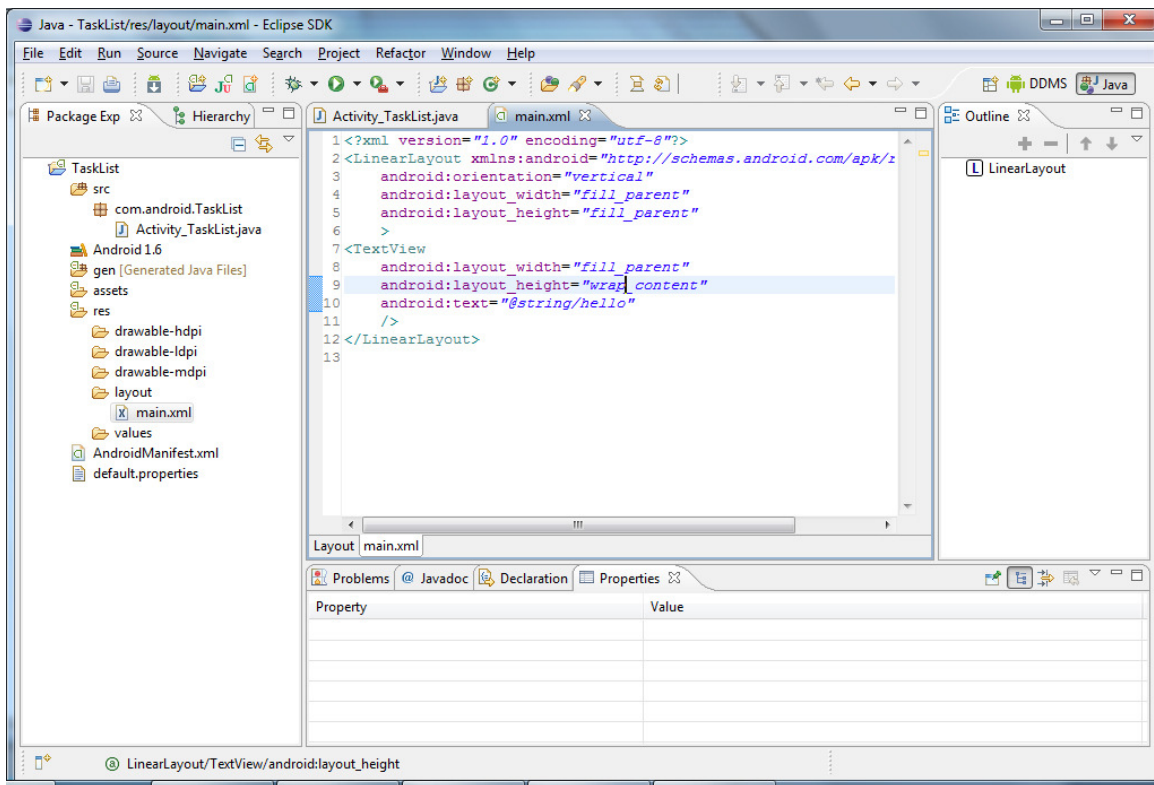 Java - TaskList/res/layout/main.xml - Eclipse SDK
File Edit Run Source Navigate Search Project Refactor Window Help
DDMS Java
Package Exp Hierarchy
TaskList
src
com.android.TaskList
Activity_TaskList.java
Android 1.6
gen [Generated Java Files]
assets
res
drawable-hdpi
drawable-ldpi
drawable-mdpi
layout
main.xml
values
AndroidManifest.xml
default.properties
Activity_TaskList.java main.xml
1 <?xml version="1.0" encoding="utf-8"?>
2 <LinearLayout xmlns:android="http://schemas.android.com/apk/r
3 android:orientation="vertical"
4 android:layout_width="fill_parent"
5 android:layout_height="fill_parent"
6 >
7 <TextView
8 android:layout_width="fill_parent"
9 android:layout_height="wrap_content"
10 android:text="@string/hello"
11 />
12 </LinearLayout>
13
Layout main.xml
Outline
L LinearLayout
Problems @ Javadoc Declaration Properties
Property Value
a LinearLayout/TextView/android:layout_height